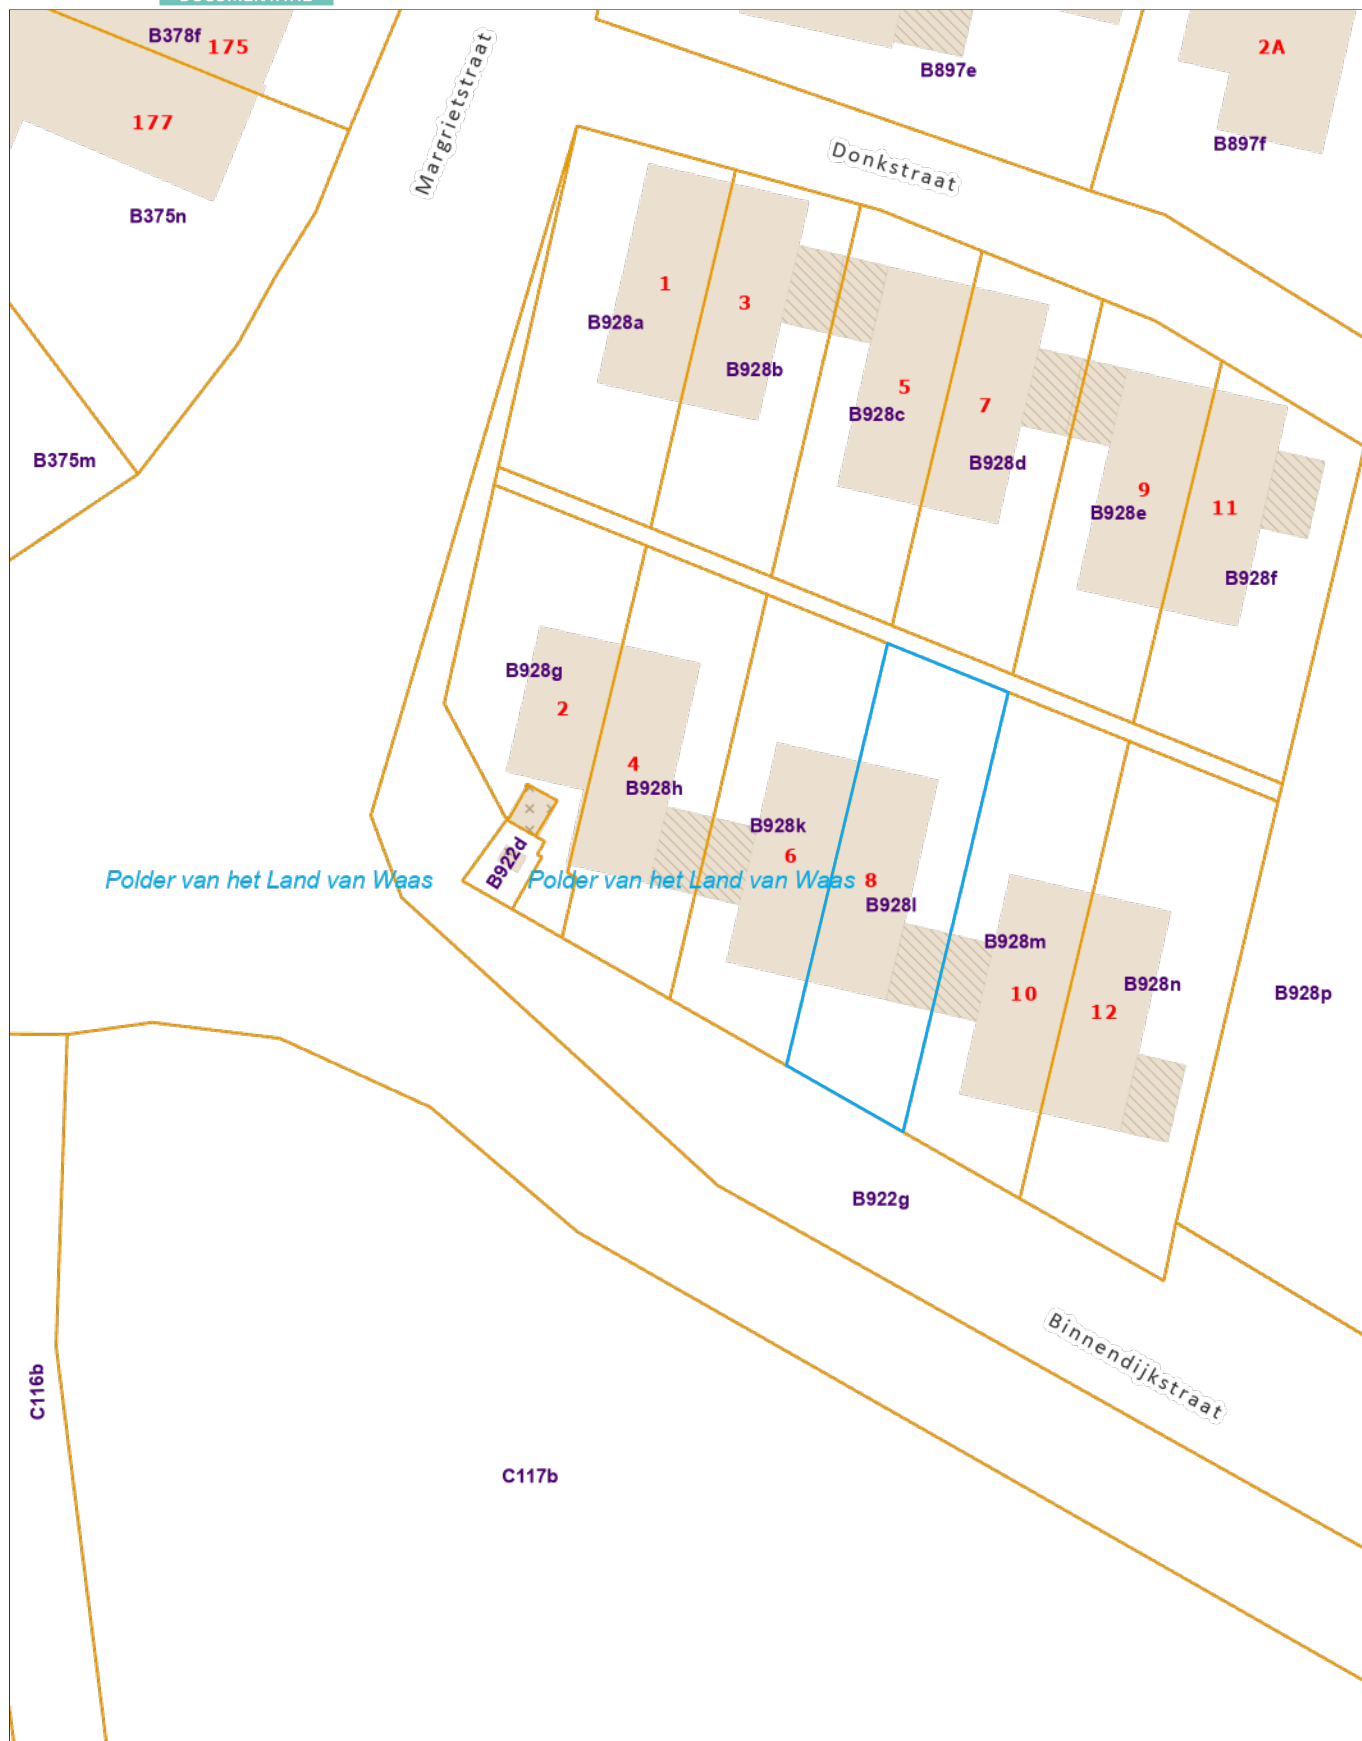 B378f
175
2A
B897e
177
Margrietstraat
B897f
Donkstraat
B375n
1
3
B928a
B928b
5
7
B928c
B375m
B928d
9
11
B928e
B928f
B928g
2
4
B928h
B928k
6
B922d
Polder van het Land van Waas
Polder van het Land van Waas
8
B928l
B928m
B928n
10
B928p
12
B922g
Binnendijkstraat
C116b
C117b